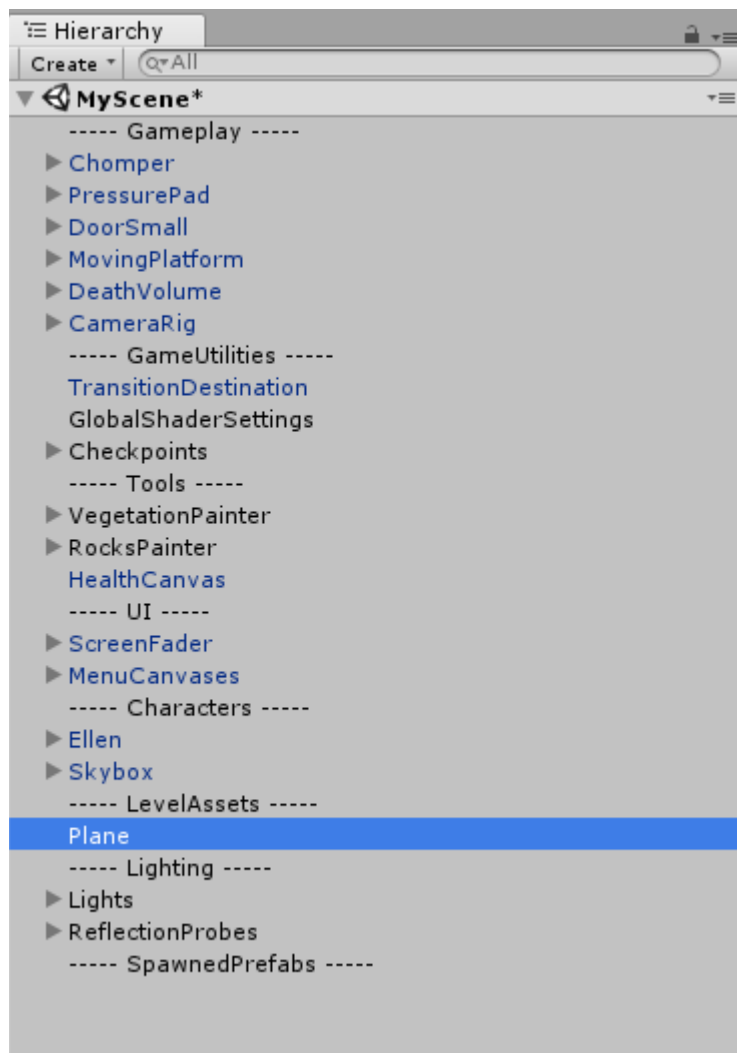 Hierarchy
Create All
MyScene*
----- Gameplay -----
Chomper
PressurePad
DoorSmall
MovingPlatform
DeathVolume
CameraRig
----- GameUtilities -----
TransitionDestination
GlobalShaderSettings
Checkpoints
----- Tools -----
VegetationPainter
RocksPainter
HealthCanvas
----- UI -----
ScreenFader
MenuCanvases
----- Characters -----
Ellen
Skybox
----- LevelAssets -----
Plane
----- Lighting -----
Lights
ReflectionProbes
----- SpawnedPrefabs -----